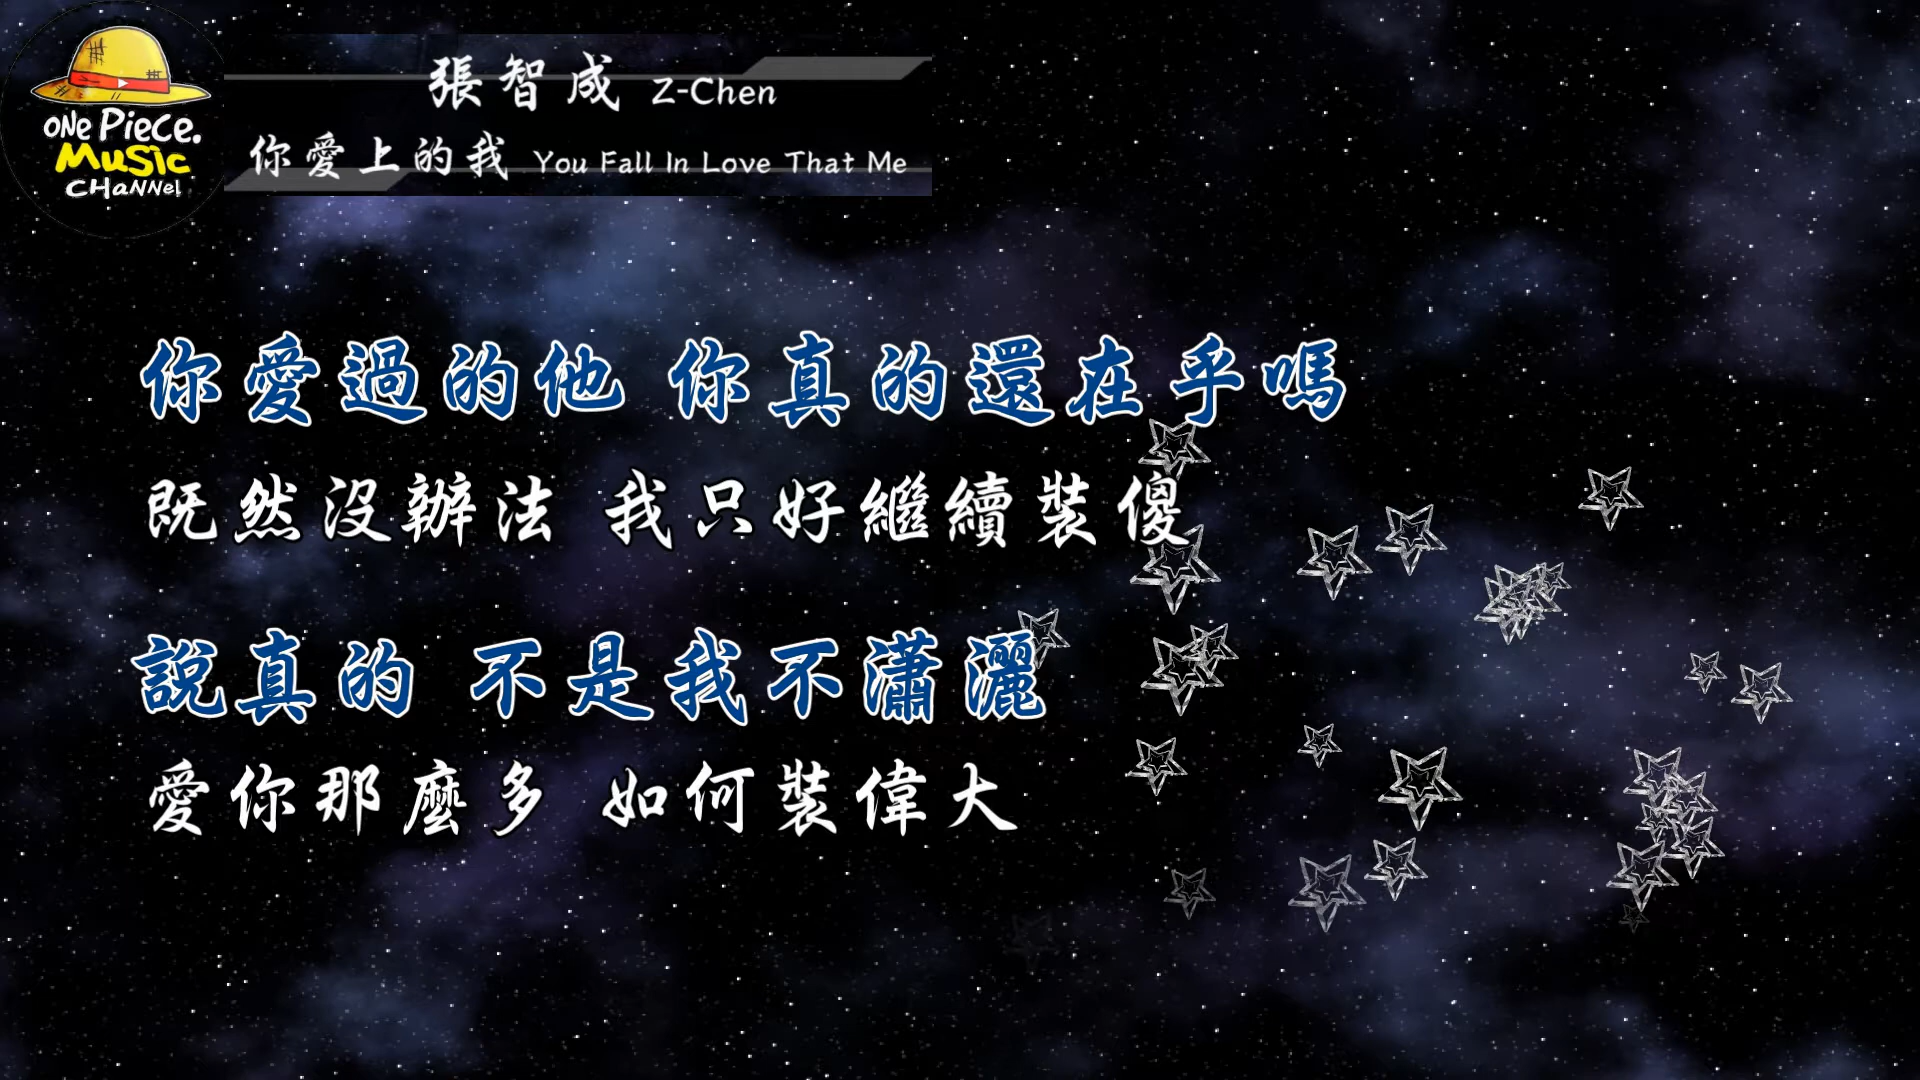 ONe PieCe.
MuSic
CHaNNel
張智成 Z-Chen
你愛上的我 You Fall In Love That Me
你愛過的他 你真的還在乎嗎
既然沒辦法 我只好繼續裝傻
說真的 不是我不瀟灑
愛你那麼多 如何裝偉大